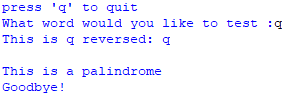 press 'q' to quit
What word would you like to test :q
This is q reversed: q
This is a palindrome
Goodbye!